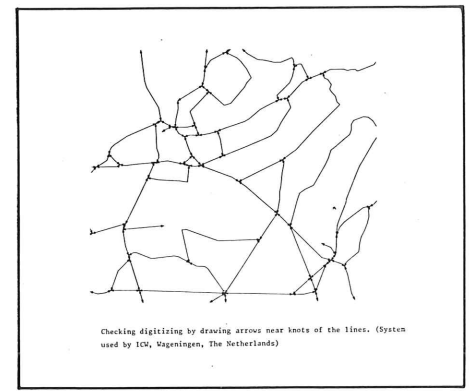 Checking digitizing by drawing arrows near knots of the lines. (System
used by ICW, Wageningen, The Netherlands)